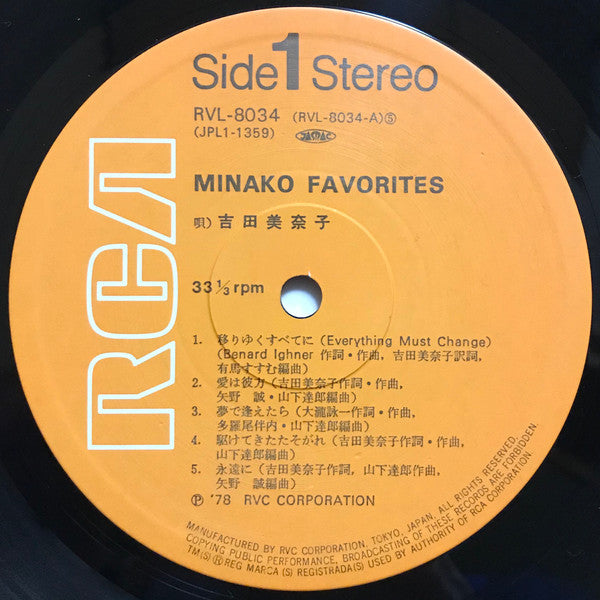 Side 1 Stereo
RVL-8034 (RVL-8034-A)⑤
(JPL1-1359) JASRAC
MINAKO FAVORITES
唄)吉田美奈子
33 1/3 rpm
RCA
1. 移りゆくすべてに (Everything Must Change)
(Benard Ighner 作詞・作曲, 吉田美奈子訳詞,
有馬すすむ編曲)
2. 愛は彼方 (吉田美奈子作詞・作曲,
矢野 誠・山下達郎編曲)
3. 夢で逢えたら (大瀧詠一作詞・作曲,
多羅尾伴内・山下達郎編曲)
4. 駆けてきたたそがれ (吉田美奈子作詞・作曲,
山下達郎編曲)
5. 永遠に (吉田美奈子作詞, 山下達郎作曲,
矢野 誠編曲)
Ⓟ '78 RVC CORPORATION
MANUFACTURED BY RVC CORPORATION, TOKYO, JAPAN. ALL RIGHTS RESERVED.
COPYING PUBLIC PERFORMANCE, BROADCASTING OF THESE RECORDS ARE FORBIDDEN.
TM(S) ® REG MARCA(S) REGISTRADA(S) USED BY AUTHORITY OF RCA CORPORATION